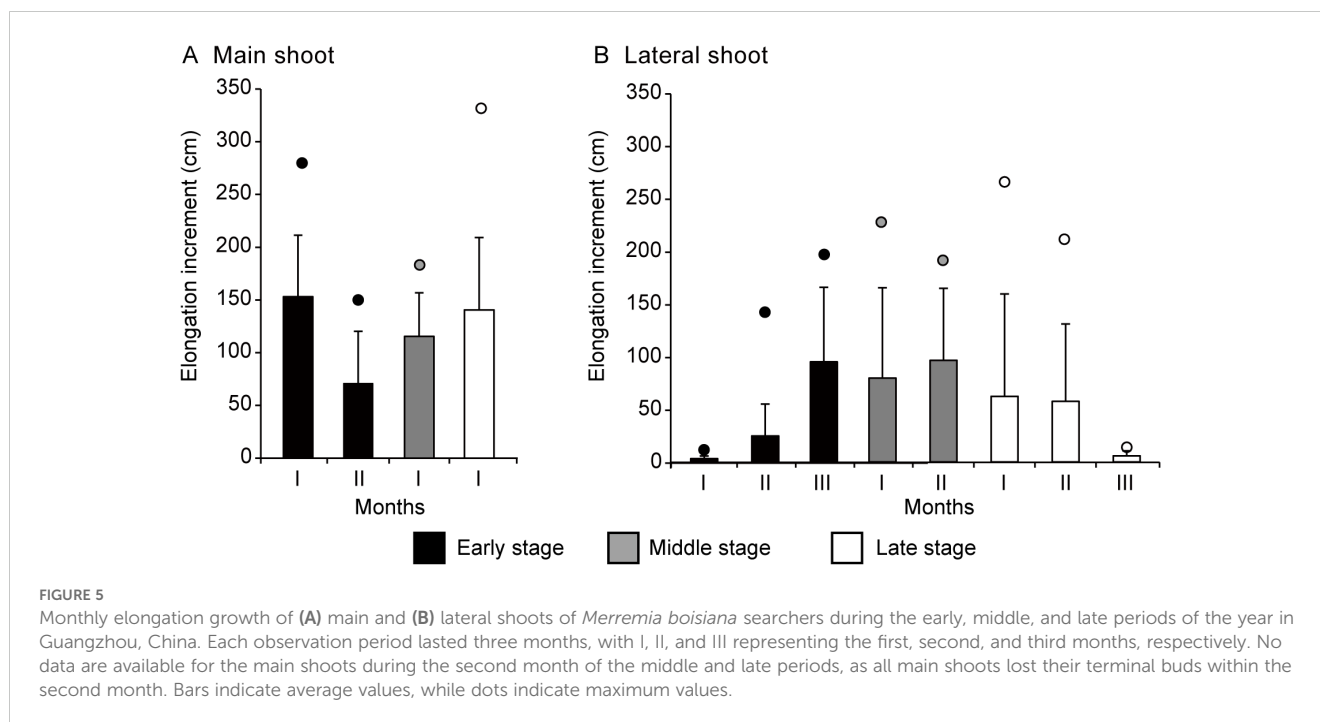 A Main shoot
350
300
250
200
150
100
50
0
Elongation increment (cm)
I II I I
Months
B Lateral shoot
350
300
250
200
150
100
50
0
Elongation increment (cm)
I II III I II I II III
Months
Early stage Middle stage Late stage
FIGURE 5
Monthly elongation growth of (A) main and (B) lateral shoots of Merremia boisiana searchers during the early, middle, and late periods of the year in
Guangzhou, China. Each observation period lasted three months, with I, II, and III representing the first, second, and third months, respectively. No
data are available for the main shoots during the second month of the middle and late periods, as all main shoots lost their terminal buds within the
second month. Bars indicate average values, while dots indicate maximum values.